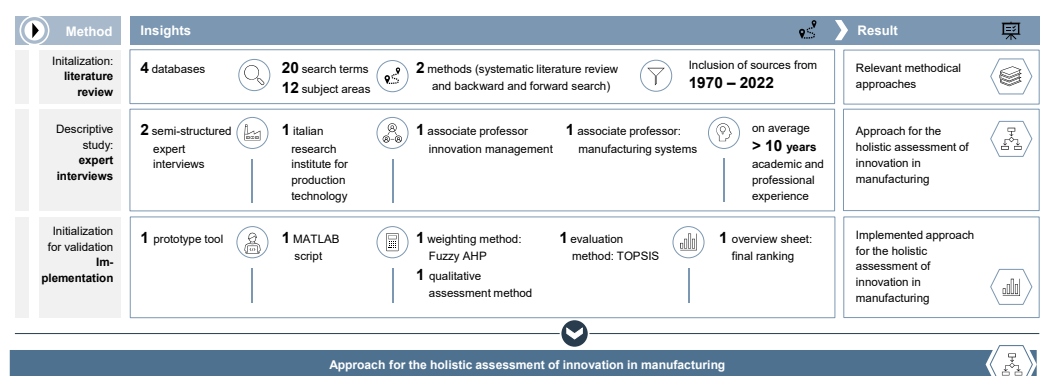 Method
Insights
Result
Initalization:
literature
review
4 databases
20 search terms
12 subject areas
2 methods (systematic literature review
and backward and forward search)
Inclusion of sources from
1970 – 2022
Relevant methodical
approaches
Descriptive
study:
expert
interviews
2 semi-structured
expert
interviews
1 italian
research
institute for
production
technology
1 associate professor
innovation management
1 associate professor:
manufacturing systems
on average
> 10 years
academic and
professional
experience
Approach for the
holistic assessment of
innovation in
manufacturing
Initialization
for validation
Im-
plementation
1 prototype tool
1 MATLAB
script
1 weighting method:
Fuzzy AHP
1 qualitative
assessment method
1 evaluation
method: TOPSIS
1 overview sheet:
final ranking
Implemented approach
for the holistic
assessment of
innovation in
manufacturing
Approach for the holistic assessment of innovation in manufacturing